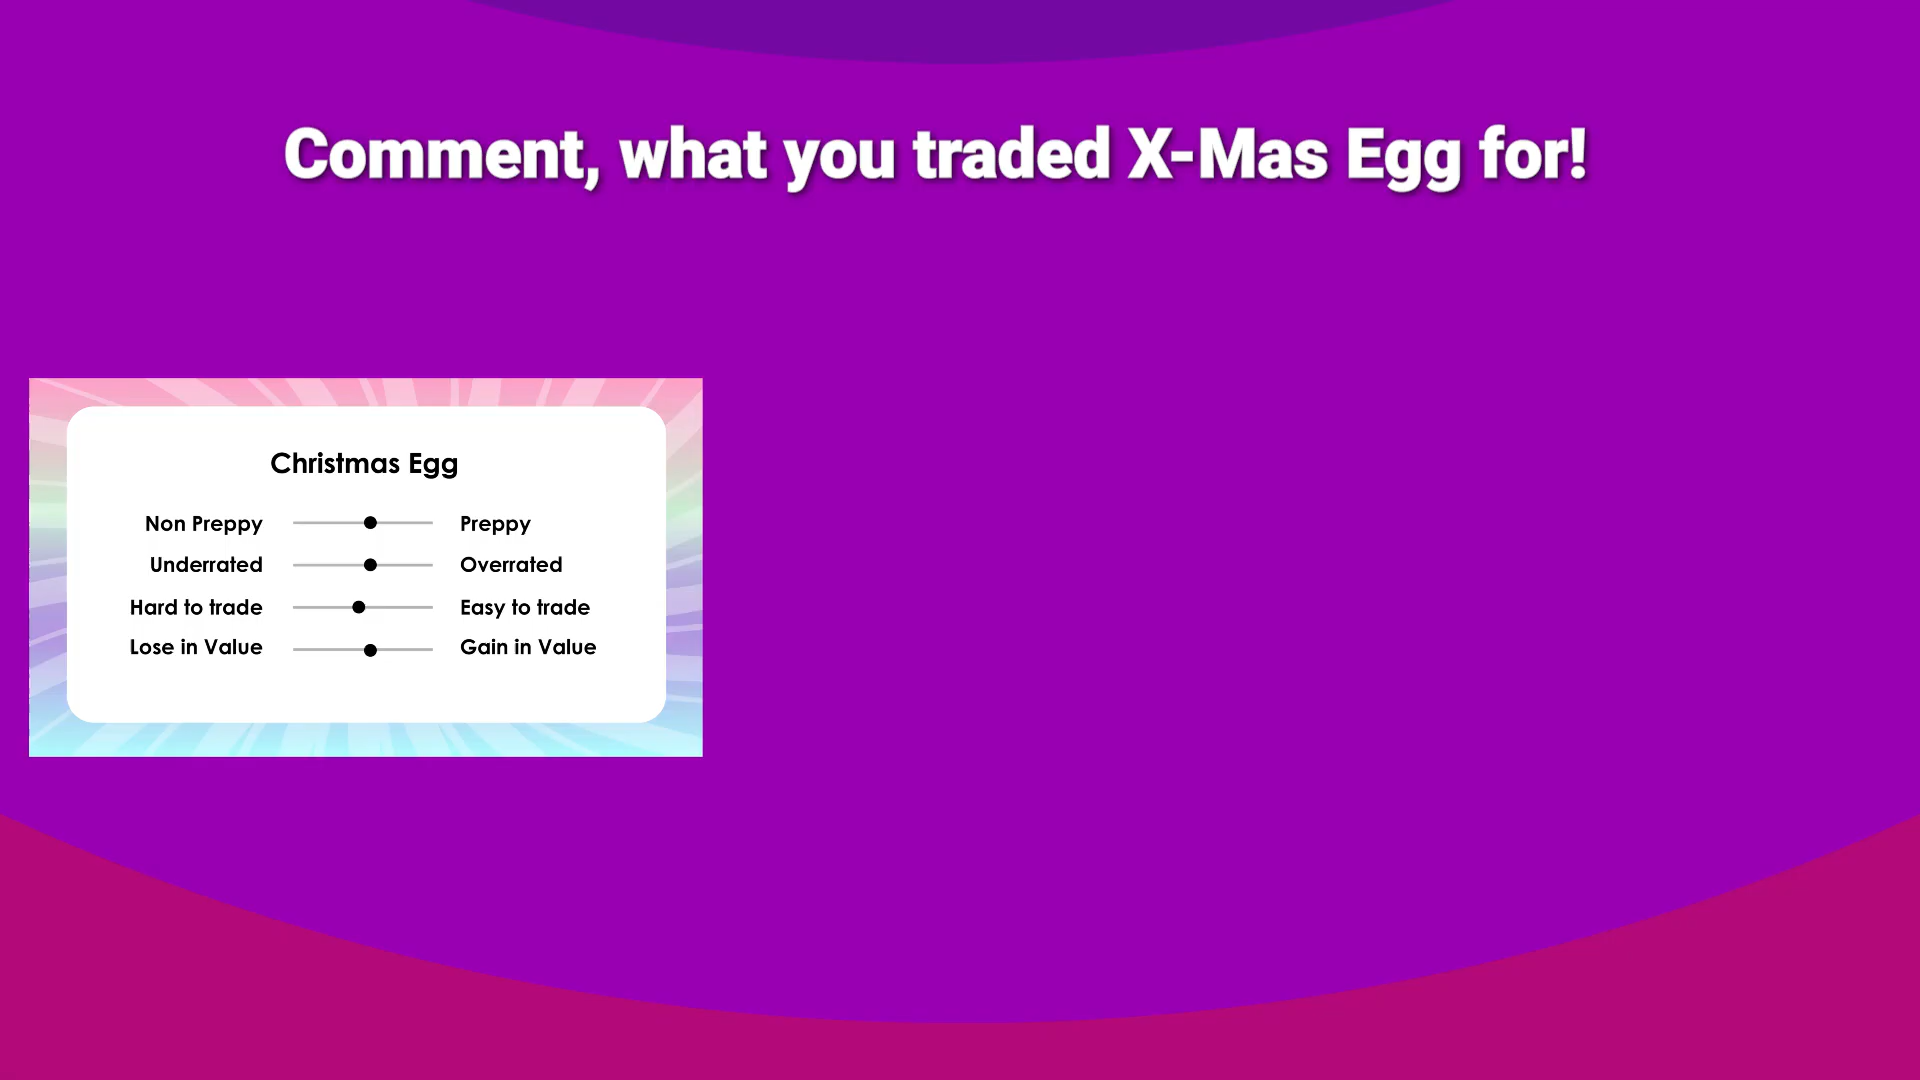 Comment, what you traded X-Mas Egg for!
Christmas Egg
Non Preppy Preppy
Underrated Overrated
Hard to trade Easy to trade
Lose in Value Gain in Value